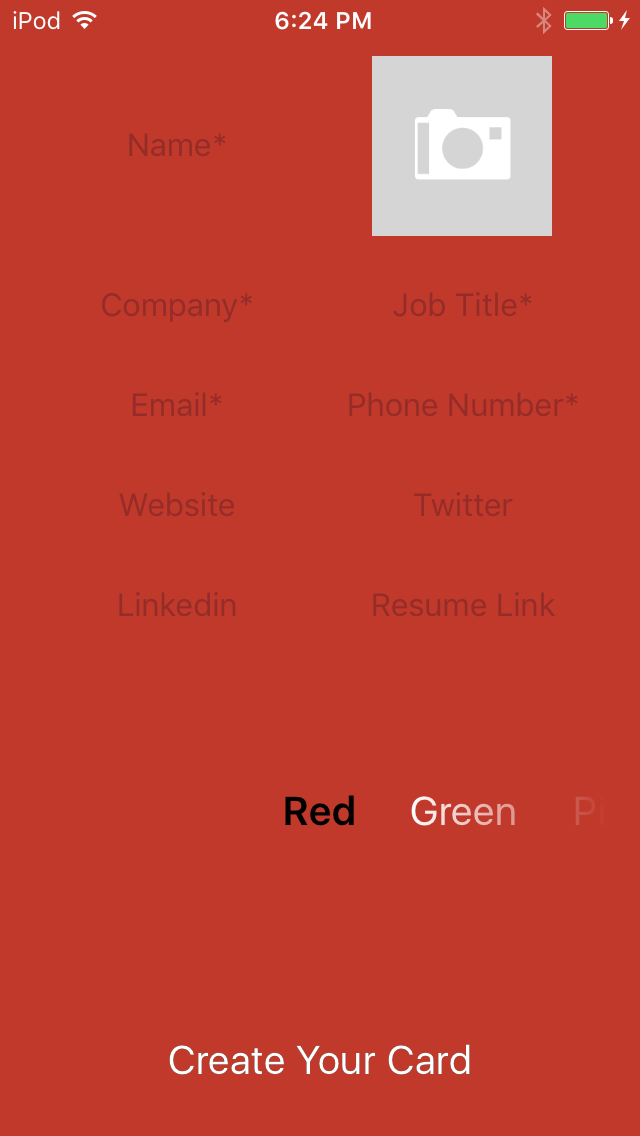 iPod 6:24 PM
Name*
Company* Job Title*
Email* Phone Number*
Website Twitter
Linkedin Resume Link
Red Green
Create Your Card